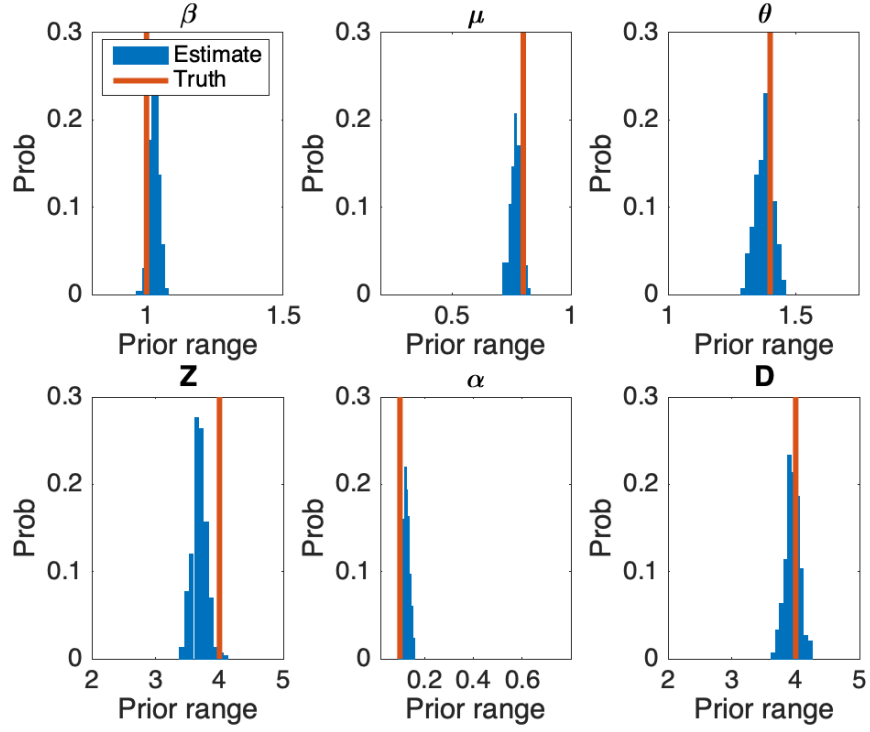 β
0.3
0.2
0.1
0
Prob
Estimate
Truth
1
1.5
Prior range
μ
0.3
0.2
0.1
0
Prob
0.5
1
Prior range
θ
0.3
0.2
0.1
0
Prob
1
1.5
Prior range
Z
0.3
0.2
0.1
0
Prob
2
3
4
5
Prior range
α
0.3
0.2
0.1
0
Prob
0.2
0.4
0.6
Prior range
D
0.3
0.2
0.1
0
Prob
2
3
4
5
Prior range